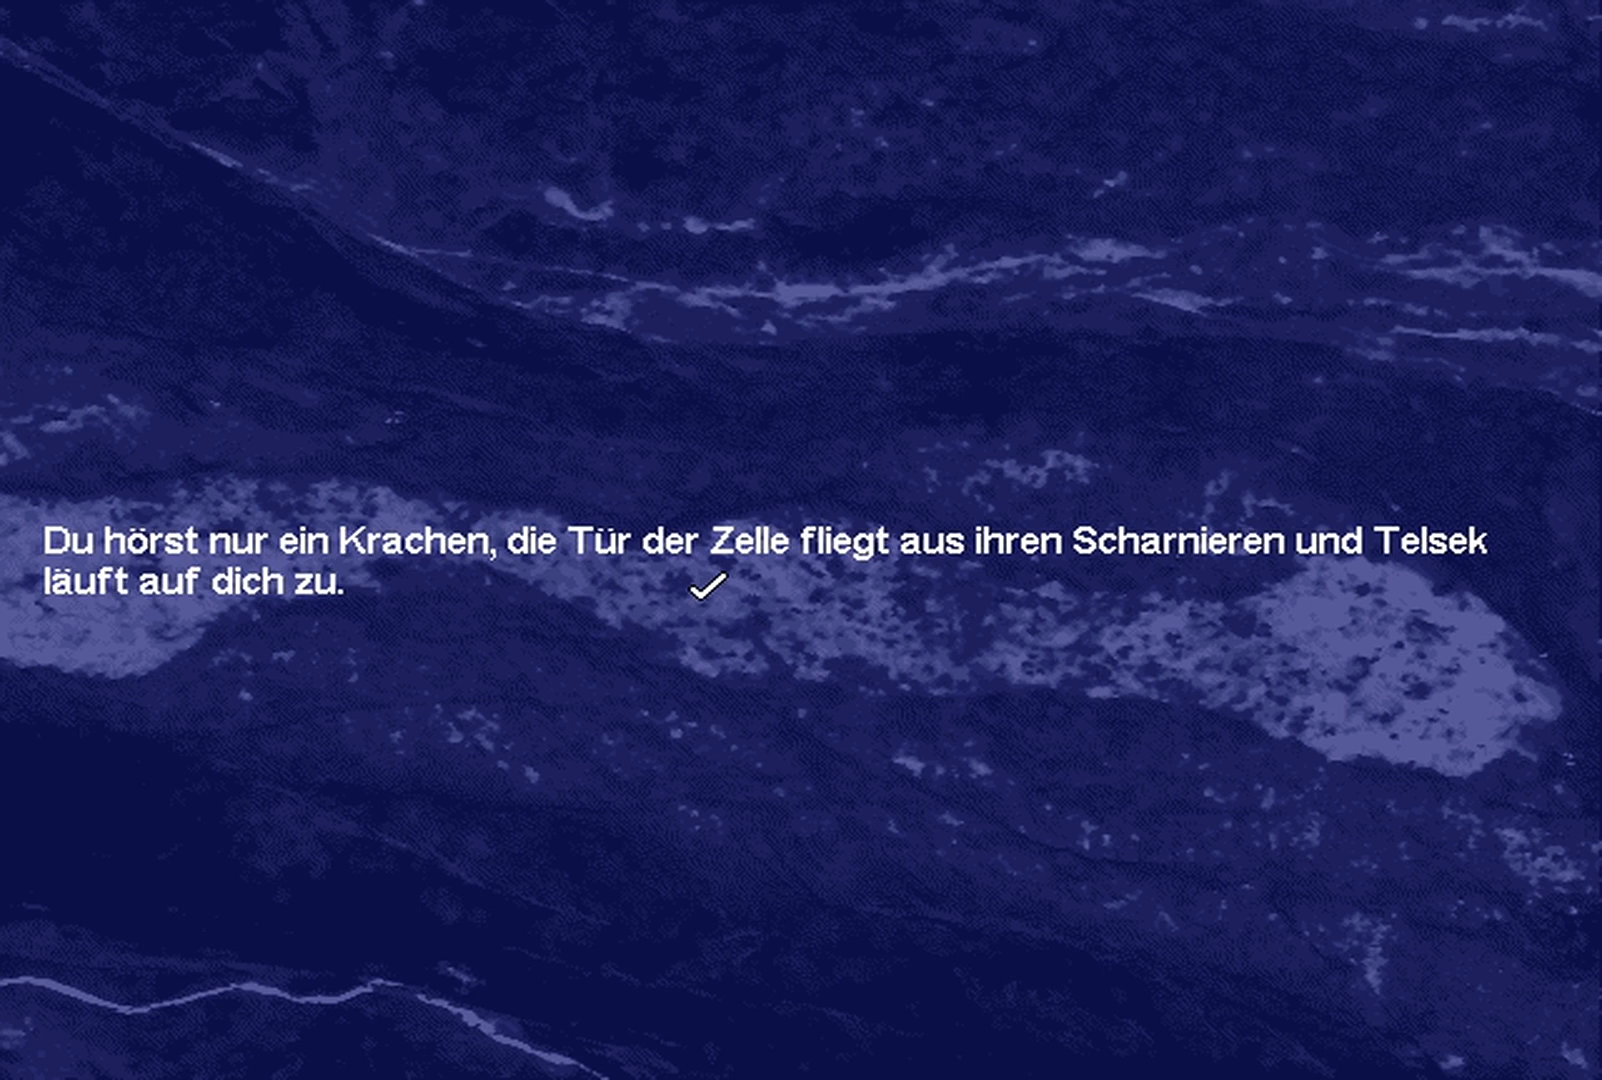 Du hörst nur ein Krachen, die Tür der Zelle fliegt aus ihren Scharnieren und Telsek
läuft auf dich zu.